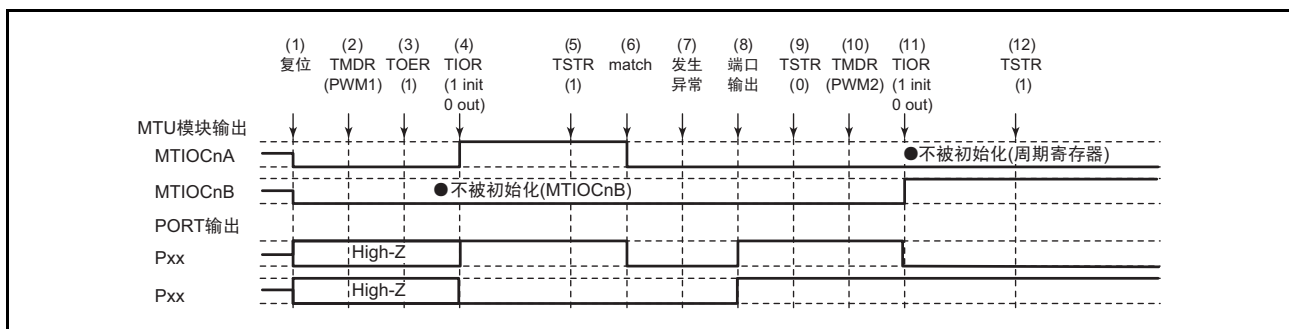 (1) (2) (3) (4) (5) (6) (7) (8) (9) (10) (11) (12)
复位 TMDR TOER TIOR TSTR match 发生 端口 TSTR TMDR TIOR TSTR
(PWM1) (1) (1 init (1) 异常 输出 (0) (PWM2) (1 init (1)
0 out) 0 out)
MTU模块输出
MTIOCnA ●不被初始化(周期寄存器)
MTIOCnB ●不被初始化(MTIOCnB)
PORT输出
Pxx High-Z
Pxx High-Z